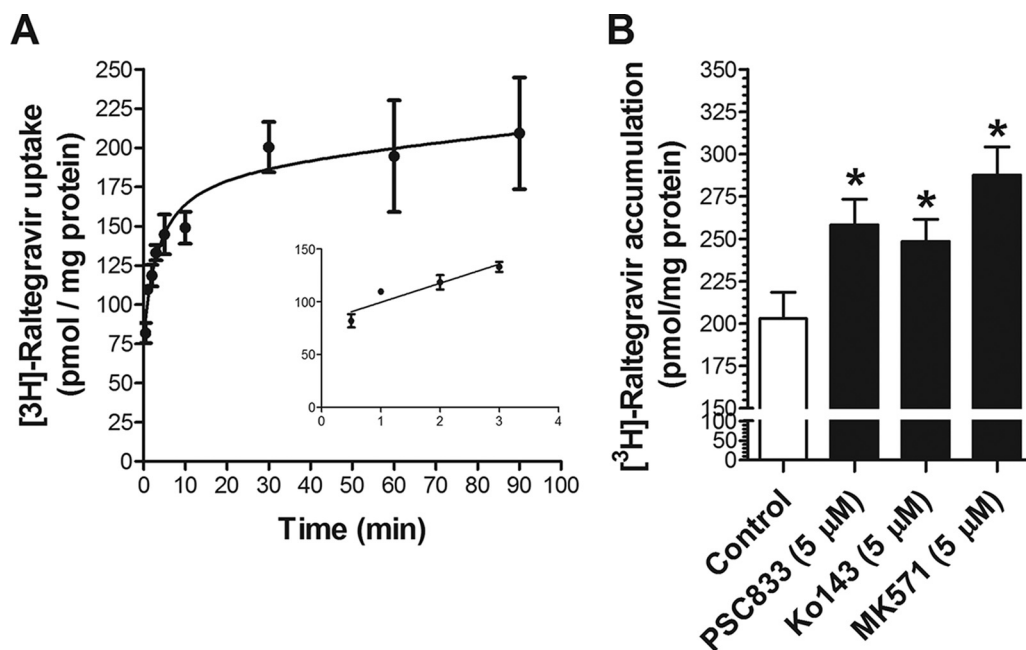 A
[3H]-Raltegravir uptake
(pmol / mg protein)
250
225
200
175
150
125
100
75
50
25
0
0 10 20 30 40 50 60 70 80 90 100
Time (min)
150
100
50
0
0 1 2 3 4
B
[³H]-Raltegravir accumulation
(pmol/mg protein)
350
325
300
275
250
225
200
175
150
100
50
0
*
*
*
Control
PSC833 (5 µM)
Ko143 (5 µM)
MK571 (5 µM)